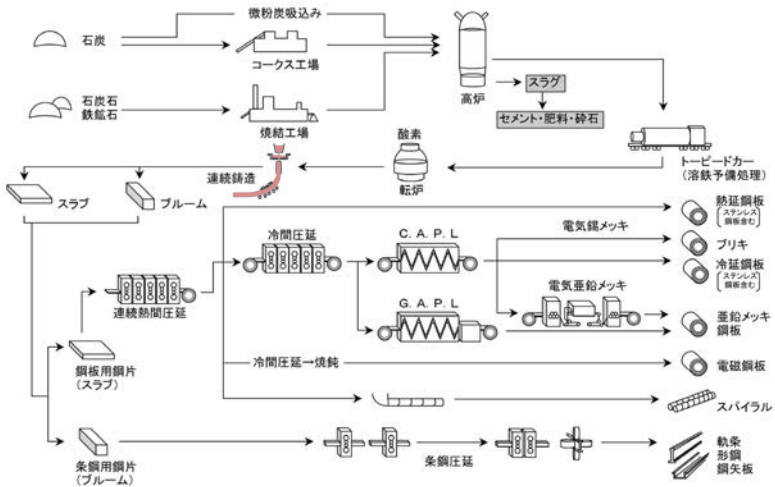 微粉炭吸込み
石炭
コークス工場
石炭石
鉄鉱石
焼結工場
高炉
スラグ
セメント・肥料・砕石
トーピードカー
(溶銑予備処理)
酸素
転炉
連続鋳造
スラブ
ブルーム
連続熱間圧延
冷間圧延
C. A. P. L
G. A. P. L
電気錫メッキ
電気亜鉛メッキ
熱延鋼板
(ステンレス
鋼板含む)
ブリキ
冷延鋼板
(ステンレス
鋼板含む)
亜鉛メッキ
鋼板
鋼板用鋼片
(スラブ)
冷間圧延→焼鈍
電磁鋼板
スパイラル
条鋼用鋼片
(ブルーム)
条鋼圧延
軌条
形鋼
鋼矢板